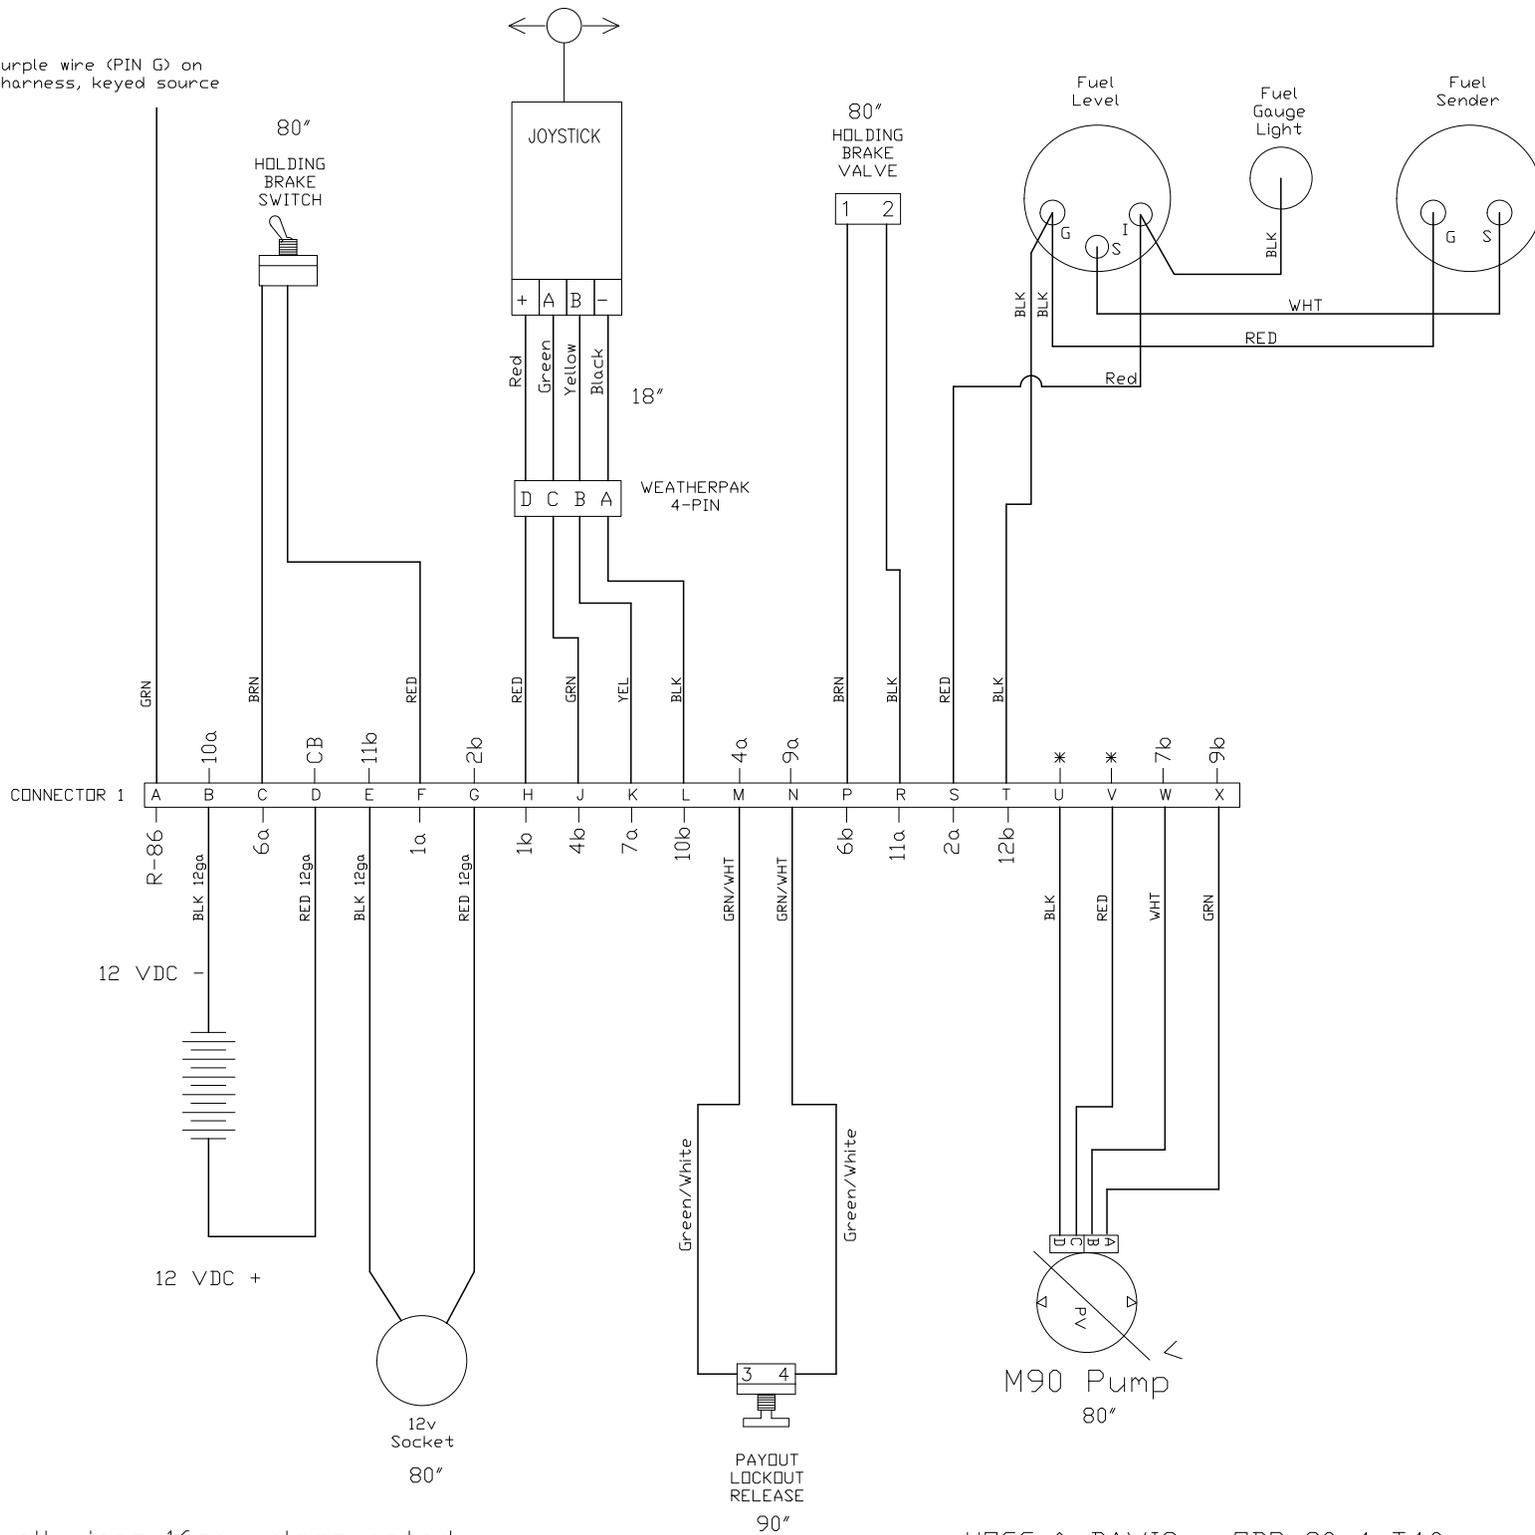 urple wire (PIN G) on
harness, keyed source
80"
HOLDING
BRAKE
SWITCH
JOYSTICK
+ A B -
Red
Green
Yellow
Black
18"
D C B A
WEATHERPAK
4-PIN
80"
HOLDING
BRAKE
VALVE
1 2
Fuel
Level
G S I
Fuel
Gauge
Light
Fuel
Sender
G S
BLK
BLK
BLK
WHT
RED
Red
GRN
BRN
RED
RED
GRN
YEL
BLK
BRN
BLK
RED
BLK
10a
CB
11b
2b
4a
9a
*
*
7b
9b
CONNECTOR 1
A B C D E F G H J K L M N P R S T U V W X
R-86
6a
1a
1b
4b
7a
10b
6b
11a
2a
12b
BLK 12ga
RED 12ga
BLK 12ga
RED 12ga
GRN/WHT
GRN/WHT
BLK
RED
WHT
GRN
12 VDC -
12 VDC +
12v
Socket
80"
Green/White
Green/White
3 4
PAYOUT
LOCKOUT
RELEASE
90"
D C B A
PV
M90 Pump
80"